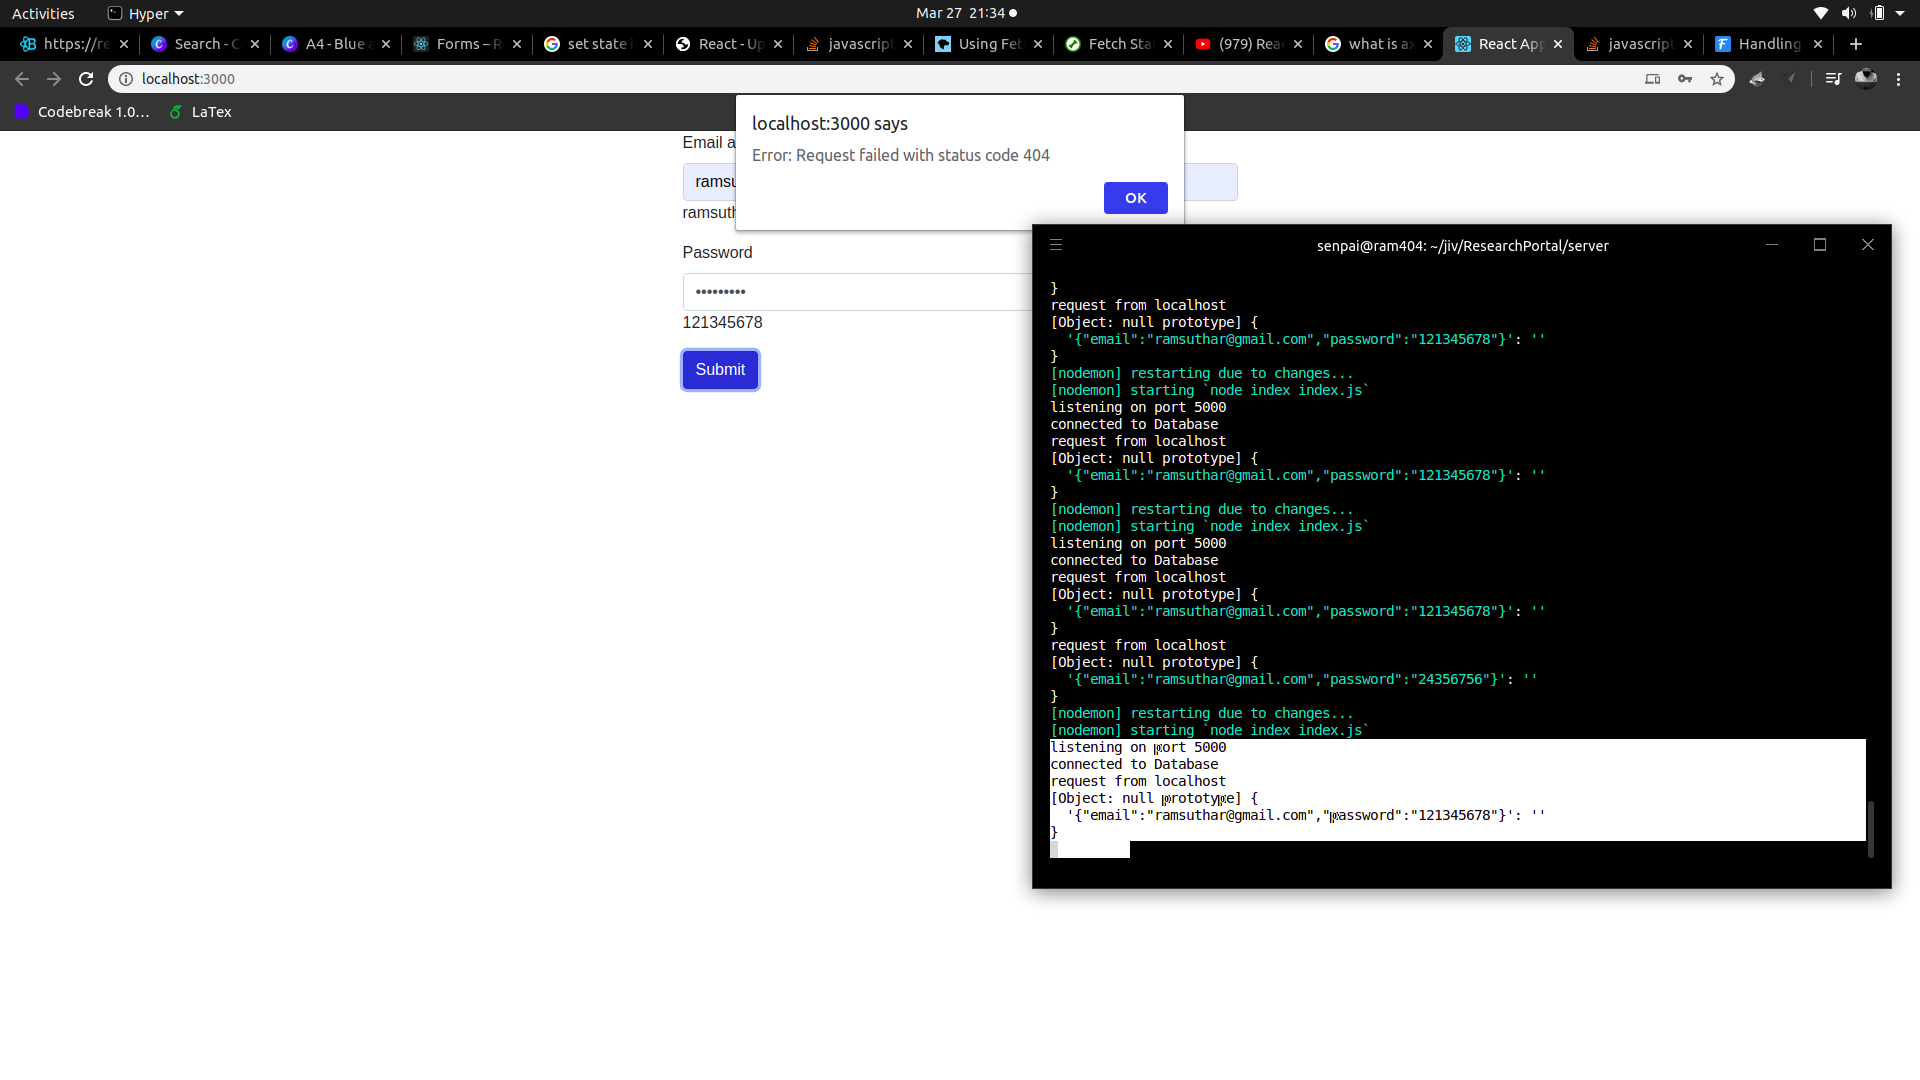 Activities Hyper Mar 27 21:34
https://re Search - C A4 - Blue a Forms – R set state i React - Up javascript Using Fet Fetch Sta (979) Rea what is ax React App javascript Handling
localhost:3000
Codebreak 1.0... LaTex
localhost:3000 says
Error: Request failed with status code 404
OK
Email a
ramsu
ramsuth
Password
•••••••••
121345678
Submit
senpai@ram404: ~/jiv/ResearchPortal/server
}
request from localhost
[Object: null prototype] {
'{"email":"ramsuthar@gmail.com","password":"121345678"}': ''
}
[nodemon] restarting due to changes...
[nodemon] starting `node index index.js`
listening on port 5000
connected to Database
request from localhost
[Object: null prototype] {
'{"email":"ramsuthar@gmail.com","password":"121345678"}': ''
}
[nodemon] restarting due to changes...
[nodemon] starting `node index index.js`
listening on port 5000
connected to Database
request from localhost
[Object: null prototype] {
'{"email":"ramsuthar@gmail.com","password":"121345678"}': ''
}
request from localhost
[Object: null prototype] {
'{"email":"ramsuthar@gmail.com","password":"24356756"}': ''
}
[nodemon] restarting due to changes...
[nodemon] starting `node index index.js`
listening on port 5000
connected to Database
request from localhost
[Object: null prototype] {
'{"email":"ramsuthar@gmail.com","password":"121345678"}': ''
}